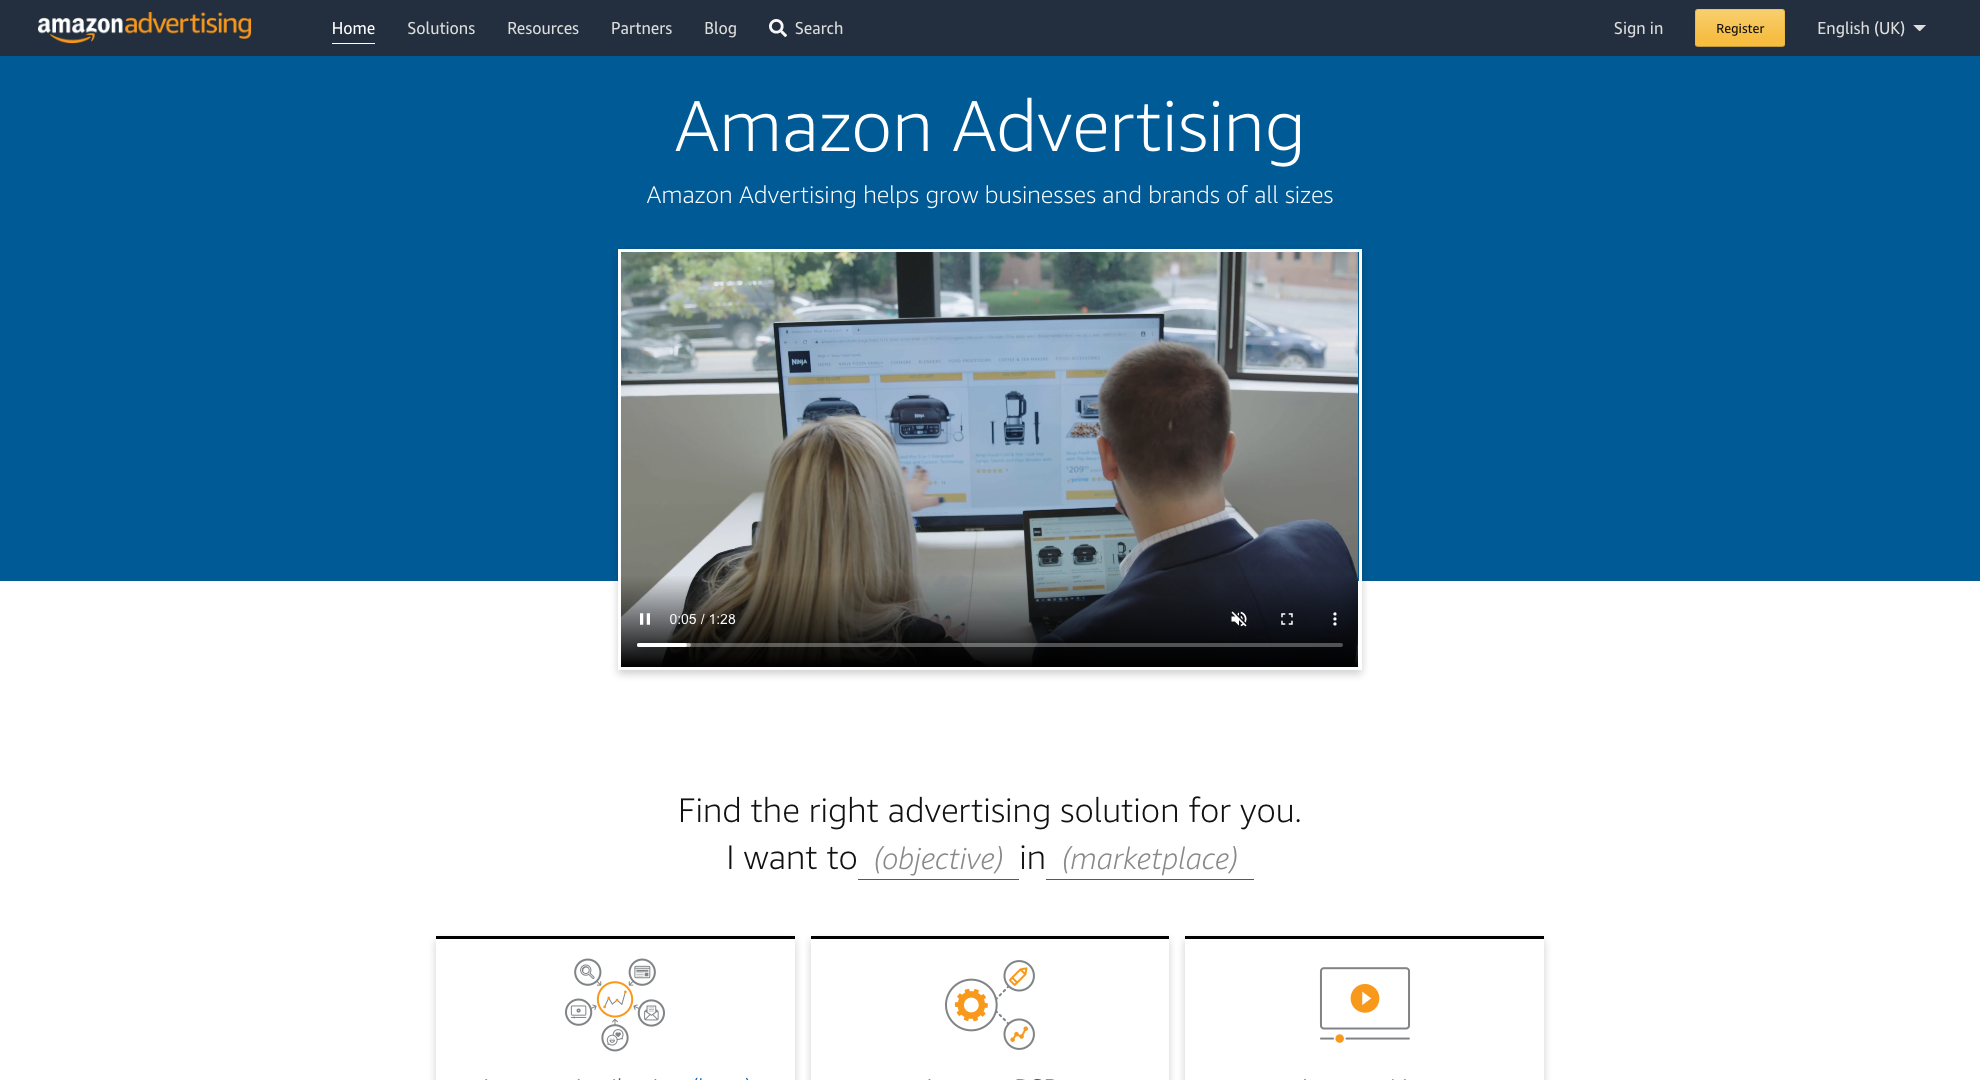 amazonadvertising
Home
Solutions
Resources
Partners
Blog
Search
Sign in
Register
English (UK)
Amazon Advertising
Amazon Advertising helps grow businesses and brands of all sizes
NINJA
0:05 / 1:28
Find the right advertising solution for you.
I want to (objective) in (marketplace)